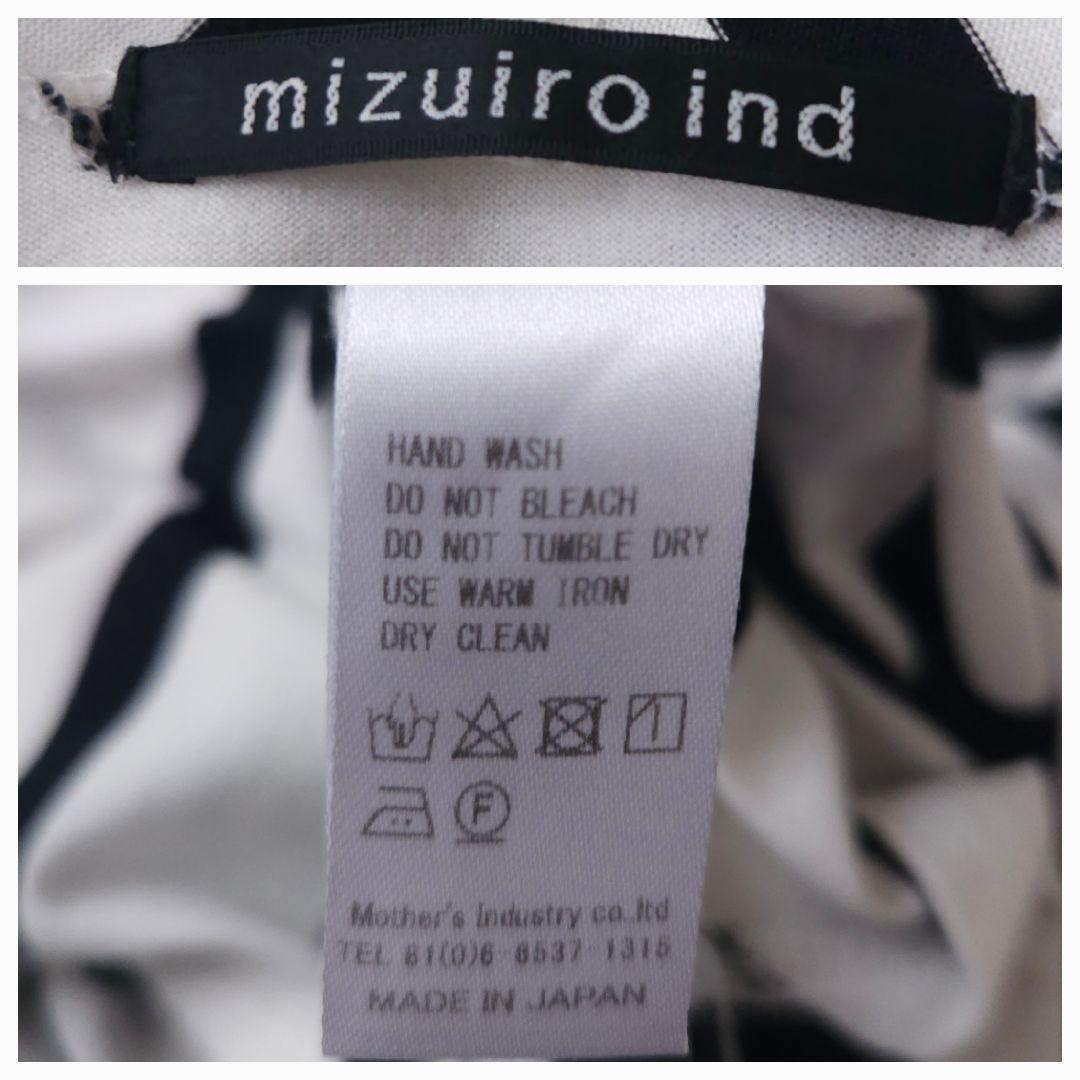 mizuiro ind
HAND WASH
DO NOT BLEACH
DO NOT TUMBLE DRY
USE WARM IRON
DRY CLEAN
F
Mother's Industry co.,ltd
TEL 81(0)6 6537 1315
MADE IN JAPAN